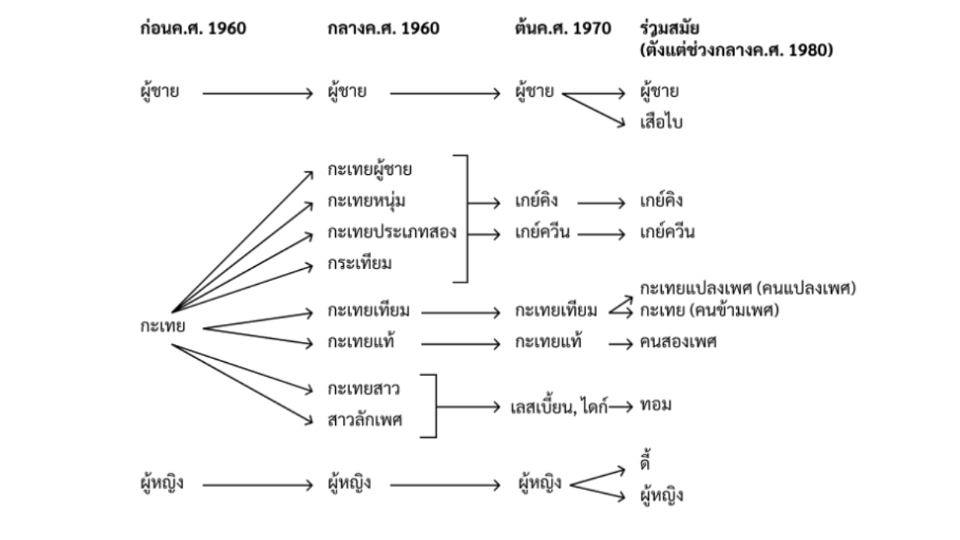 ก่อนค.ศ. 1960 กลางค.ศ. 1960 ต้นค.ศ. 1970 ร่วมสมัย
(ตั้งแต่ช่วงกลางค.ศ. 1980)
ผู้ชาย ผู้ชาย ผู้ชาย ผู้ชาย
เสือไบ
กะเทยผู้ชาย
กะเทยหนุ่ม เกย์คิง เกย์คิง
กะเทยประเภทสอง เกย์ควีน เกย์ควีน
กระเทียม
กะเทยแปลงเพศ (คนแปลงเพศ)
กะเทยเทียม กะเทยเทียม กะเทย (คนข้ามเพศ)
กะเทย
กะเทยแท้ กะเทยแท้ คนสองเพศ
กะเทยสาว
เลสเบี้ยน, ไดก์ ทอม
สาวลักเพศ
ดี้
ผู้หญิง ผู้หญิง ผู้หญิง
ผู้หญิง